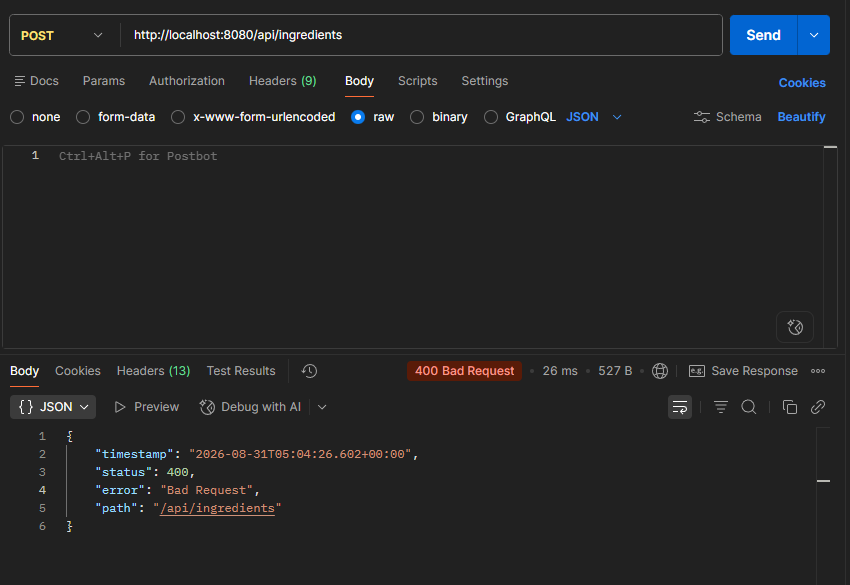 POST http://localhost:8080/api/ingredients Send
Docs Params Authorization Headers (9) Body Scripts Settings Cookies
none form-data x-www-form-urlencoded raw binary GraphQL JSON Schema Beautify
1 Ctrl+Alt+P for Postbot
Body Cookies Headers (13) Test Results 400 Bad Request 26 ms 527 B e.g. Save Response
{} JSON Preview Debug with AI
1 {
2 "timestamp": "2026-08-31T05:04:26.602+00:00",
3 "status": 400,
4 "error": "Bad Request",
5 "path": "/api/ingredients"
6 }